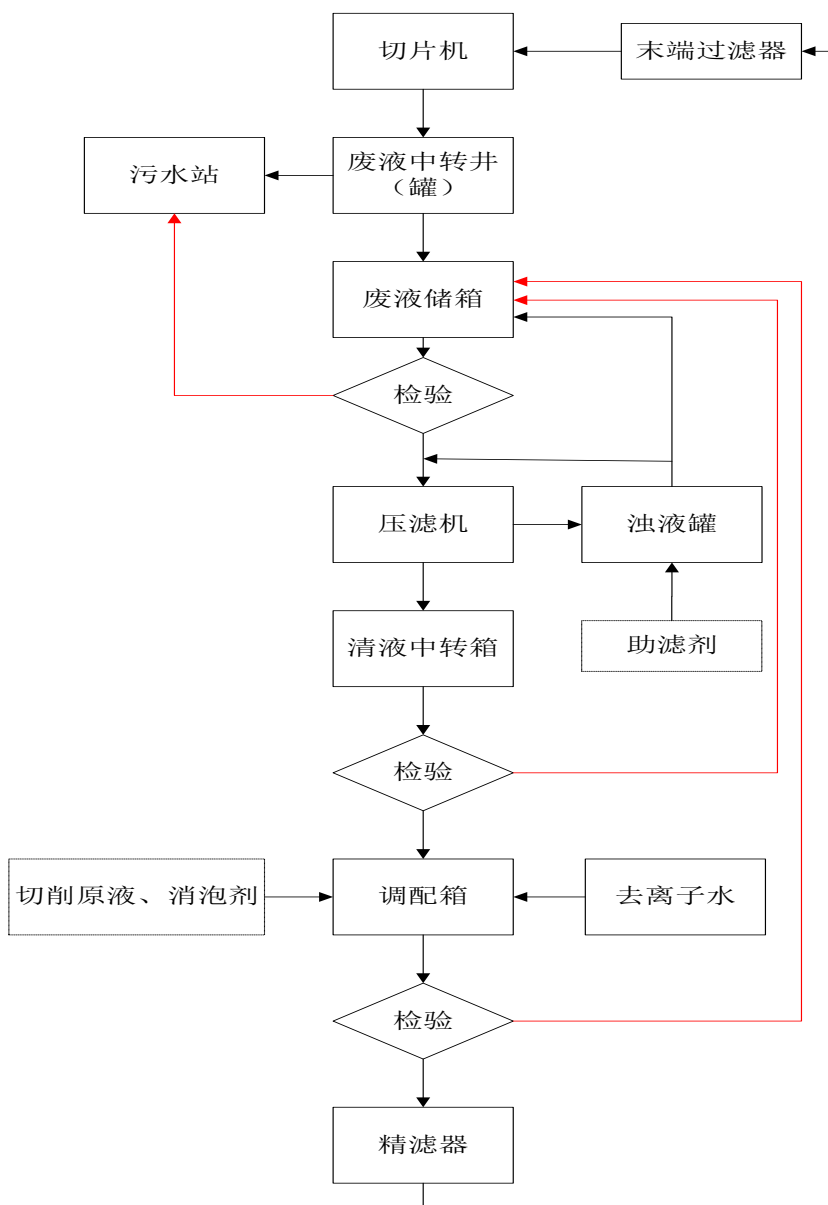 切片机
末端过滤器
污水站
废液中转井
（罐）
废液储箱
检验
压滤机
浊液罐
清液中转箱
助滤剂
检验
切削原液、消泡剂
调配箱
去离子水
检验
精滤器